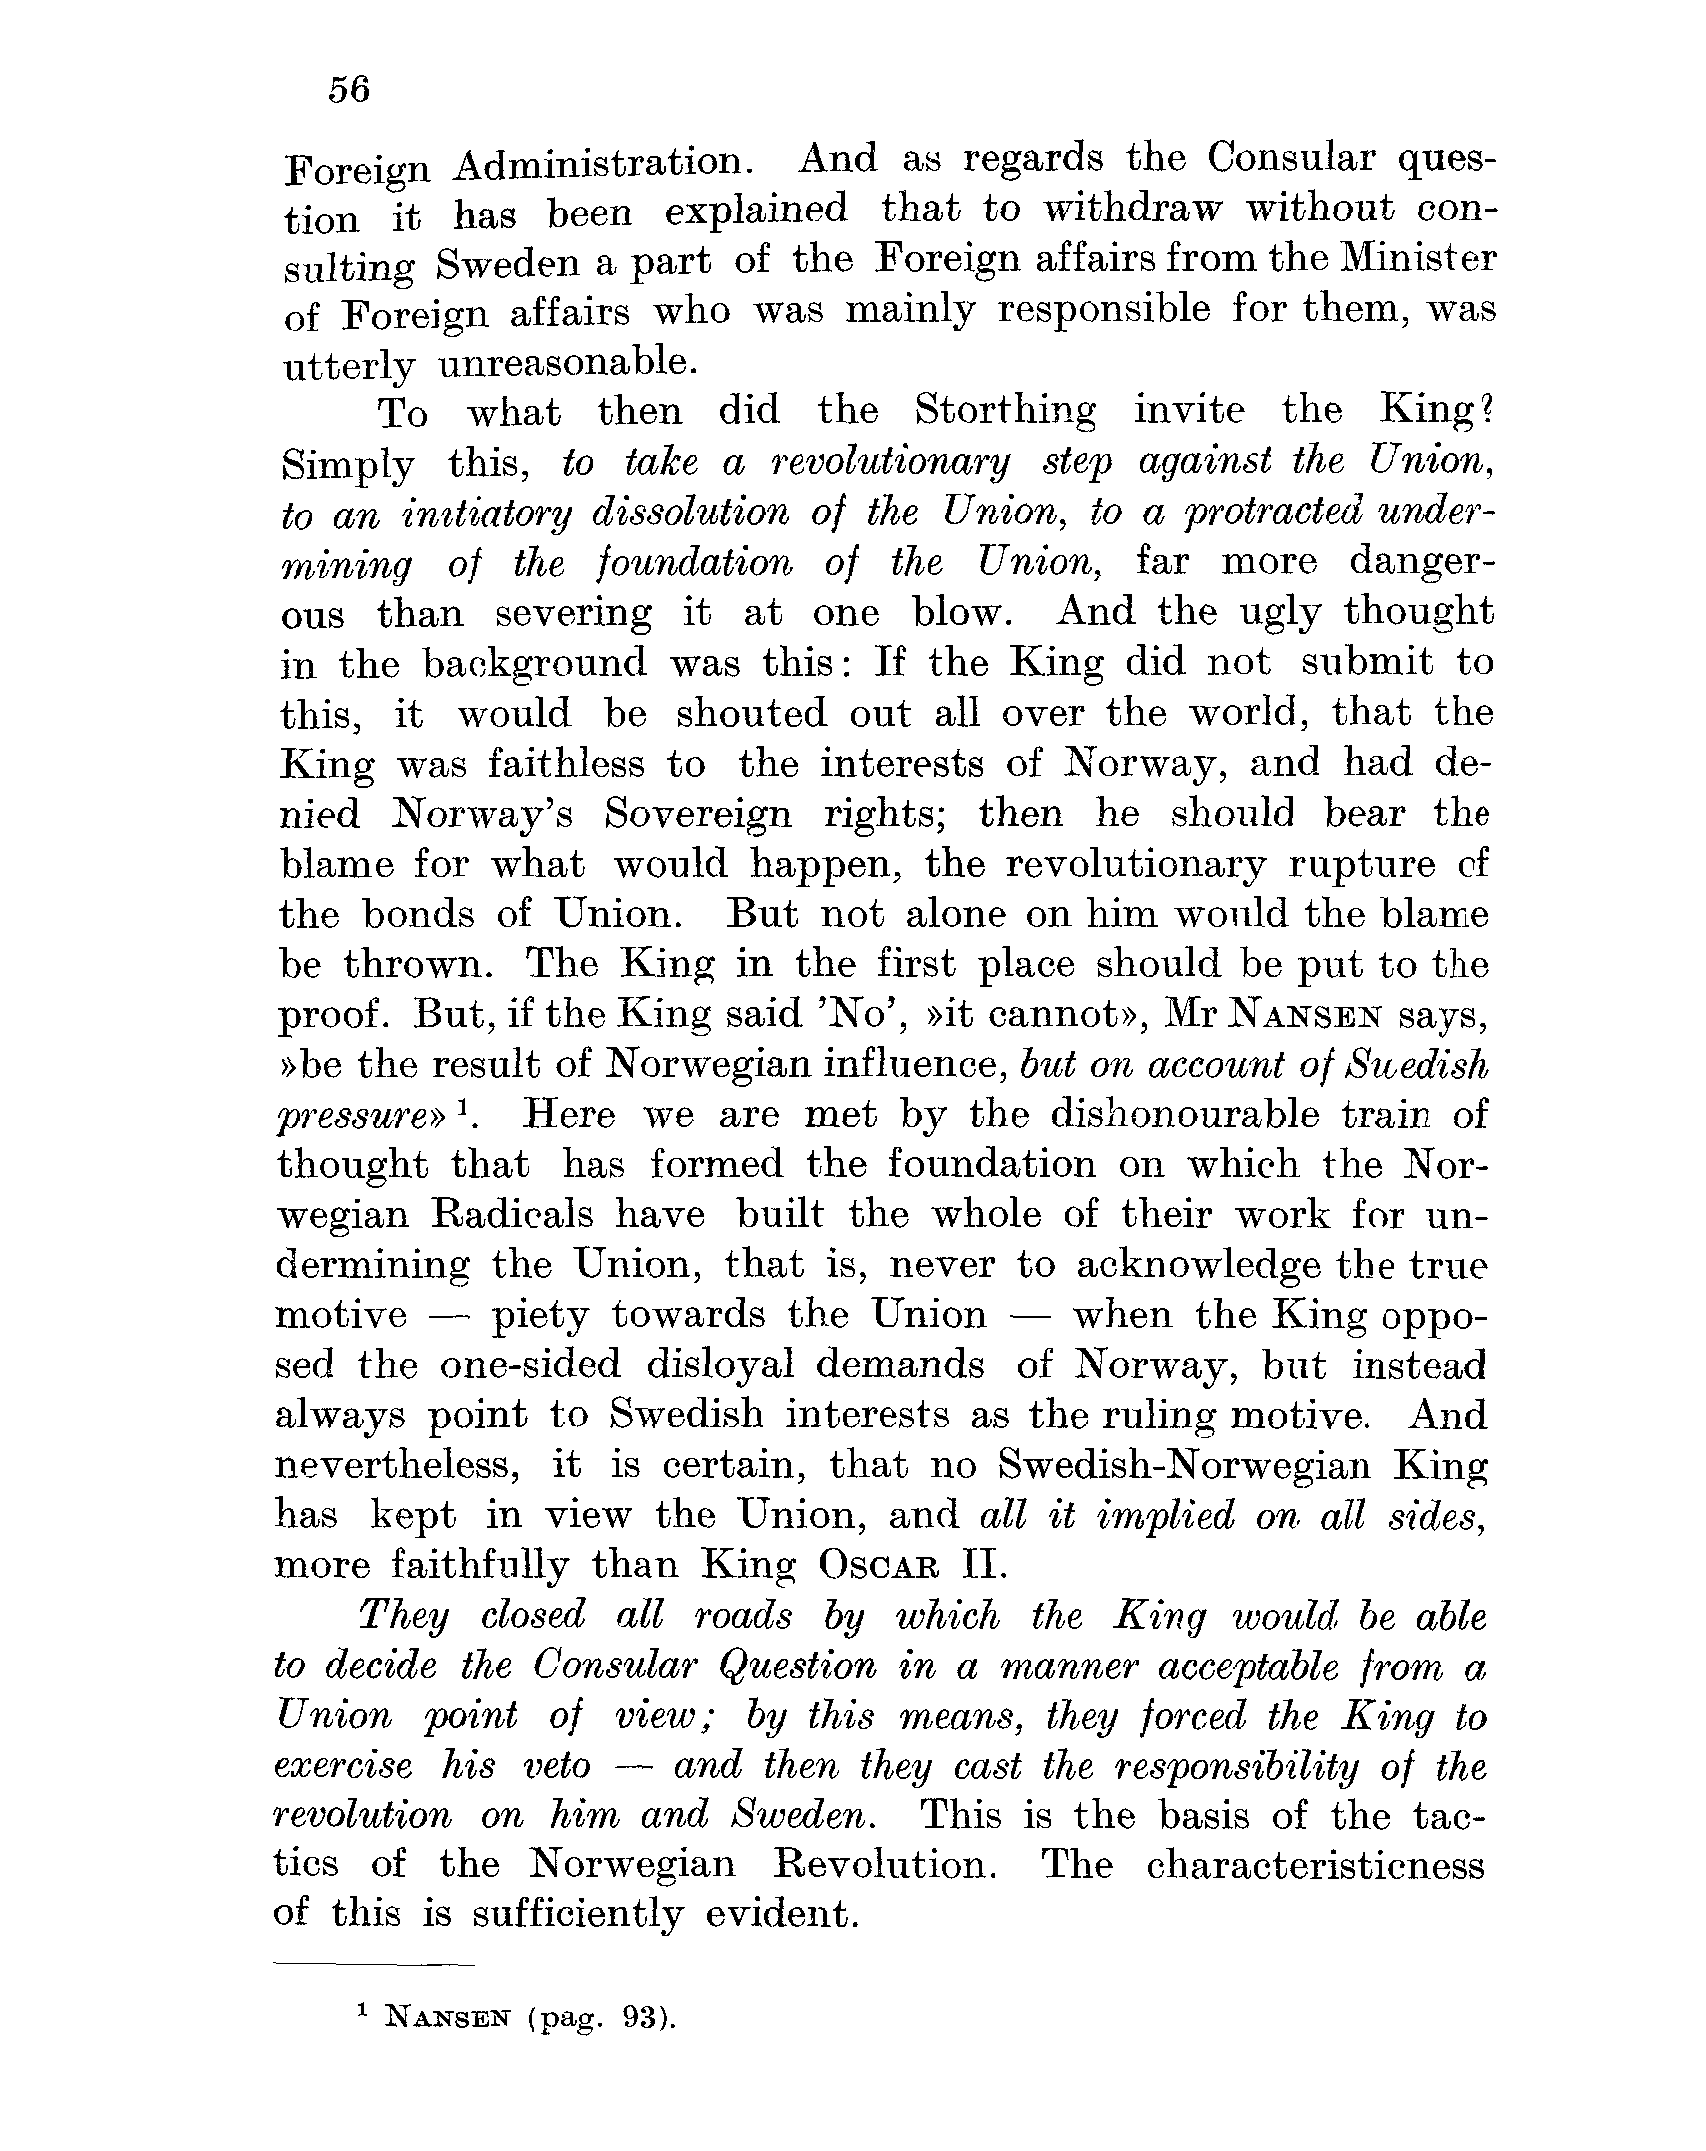 56
Foreign Administration. And as regards the Consular ques-
tion it has been explained that to withdraw without con-
sulting Sweden a part of the Foreign affairs from the Minister
of Foreign affairs who was mainly responsible for them, was
utterly unreasonable.
To what then did the Storthing invite the King?
Simply this, to take a revolutionary step against the Union,
to an initiatory dissolution of the Union, to a protracted under-
mining of the foundation of the Union, far more danger-
ous than severing it at one blow. And the ugly thought
in the background was this: If the King did not submit to
this, it would be shouted out all over the world, that the
King was faithless to the interests of Norway, and had de-
nied Norway's Sovereign rights; then he should bear the
blame for what would happen, the revolutionary rupture of
the bonds of Union. But not alone on him would the blame
be thrown. The King in the first place should be put to the
proof. But, if the King said ’No’, »it cannot», Mr NANSEN says,
»be the result of Norwegian influence, but on account of Swedish
pressure» ¹. Here we are met by the dishonourable train of
thought that has formed the foundation on which the Nor-
wegian Radicals have built the whole of their work for un-
dermining the Union, that is, never to acknowledge the true
motive — piety towards the Union — when the King oppo-
sed the one-sided disloyal demands of Norway, but instead
always point to Swedish interests as the ruling motive. And
nevertheless, it is certain, that no Swedish-Norwegian King
has kept in view the Union, and all it implied on all sides,
more faithfully than King OSCAR II.
They closed all roads by which the King would be able
to decide the Consular Question in a manner acceptable from a
Union point of view; by this means, they forced the King to
exercise his veto — and then they cast the responsibility of the
revolution on him and Sweden. This is the basis of the tac-
tics of the Norwegian Revolution. The characteristicness
of this is sufficiently evident.
¹ NANSEN (pag. 93).